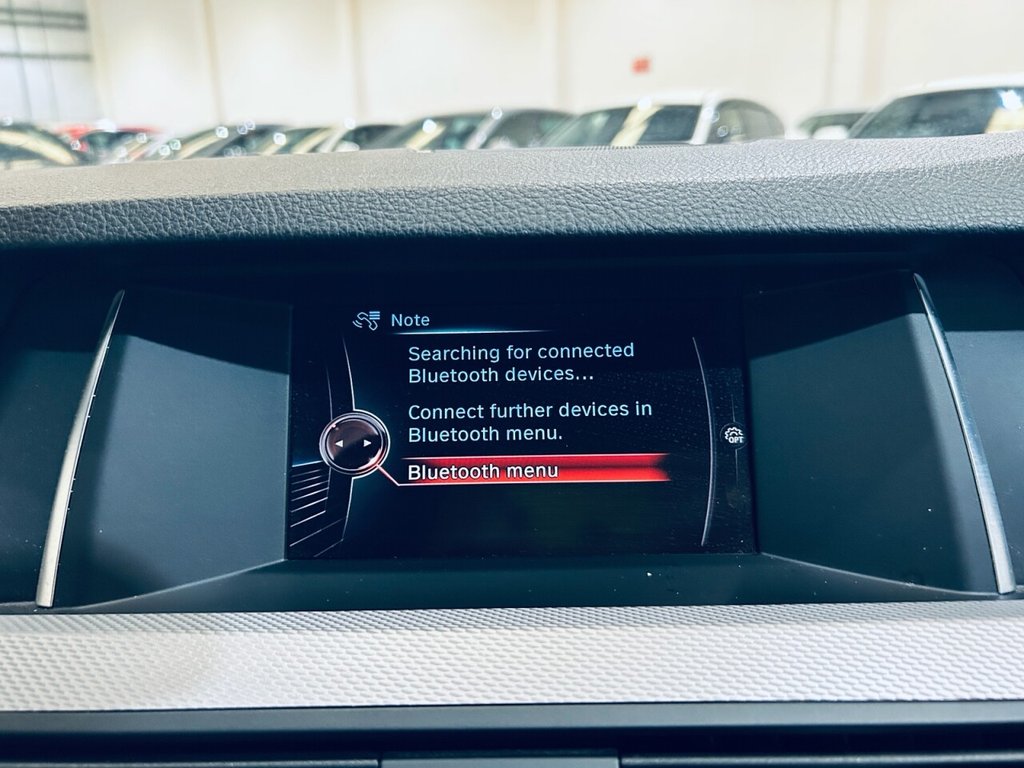 Note
Searching for connected
Bluetooth devices...
Connect further devices in
Bluetooth menu.
OPT
Bluetooth menu